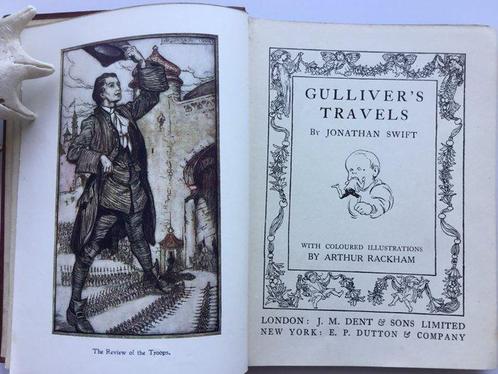 The Review of the Troops.
GULLIVER'S
TRAVELS
By JONATHAN SWIFT
WITH COLOURED ILLUSTRATIONS
BY ARTHUR RACKHAM
LONDON: J. M. DENT & SONS LIMITED
NEW YORK: E. P. DUTTON & COMPANY